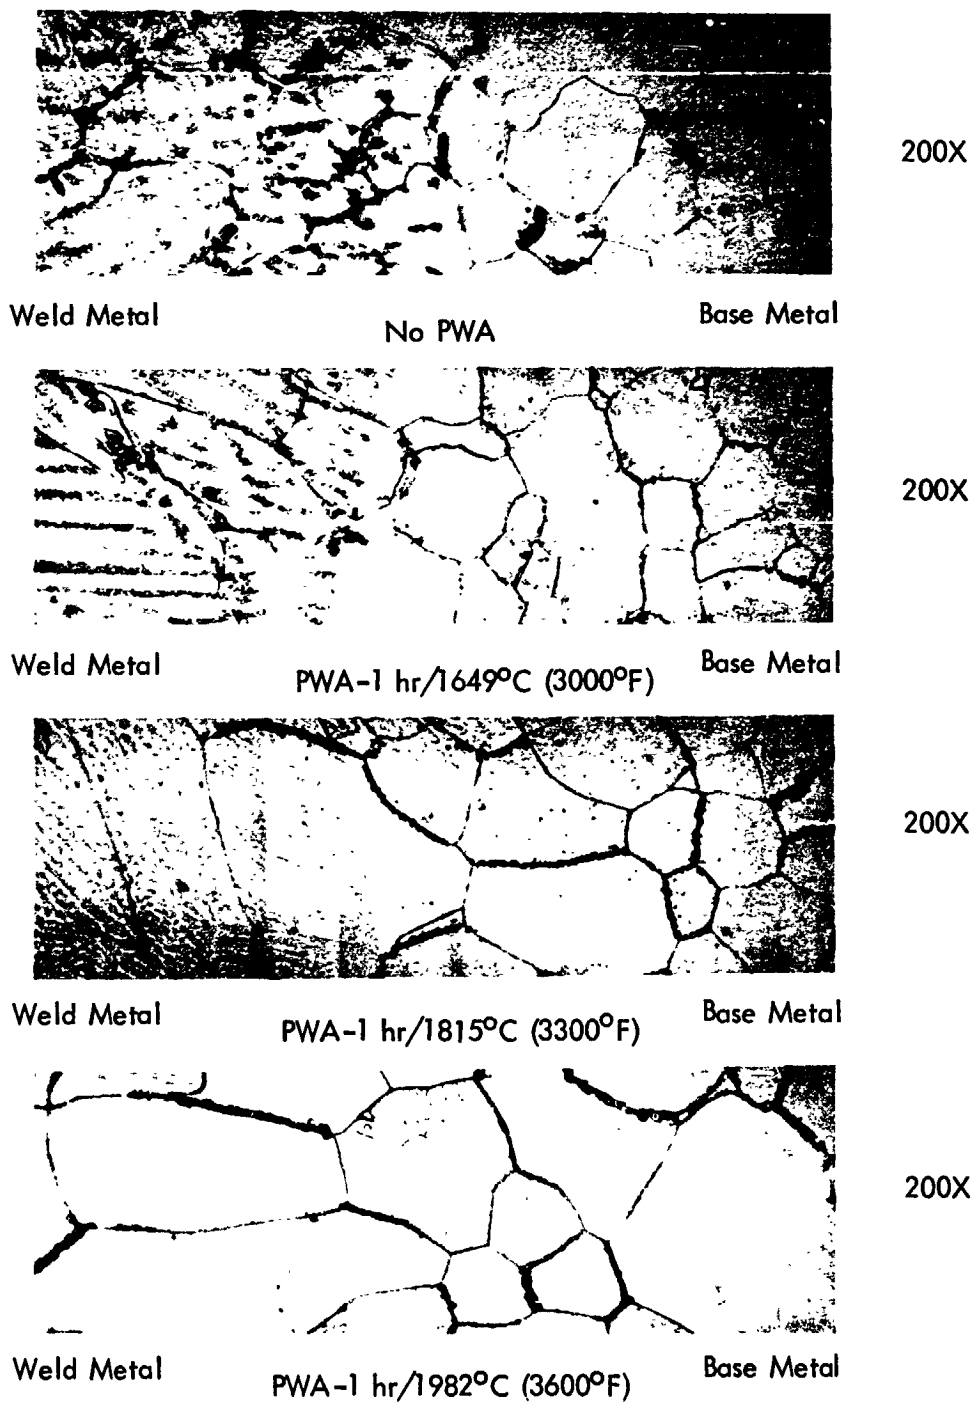 200X
Weld Metal No PWA Base Metal
200X
Weld Metal PWA-1 hr/1649°C (3000°F) Base Metal
200X
Weld Metal PWA-1 hr/1815°C (3300°F) Base Metal
200X
Weld Metal PWA-1 hr/1982°C (3600°F) Base Metal